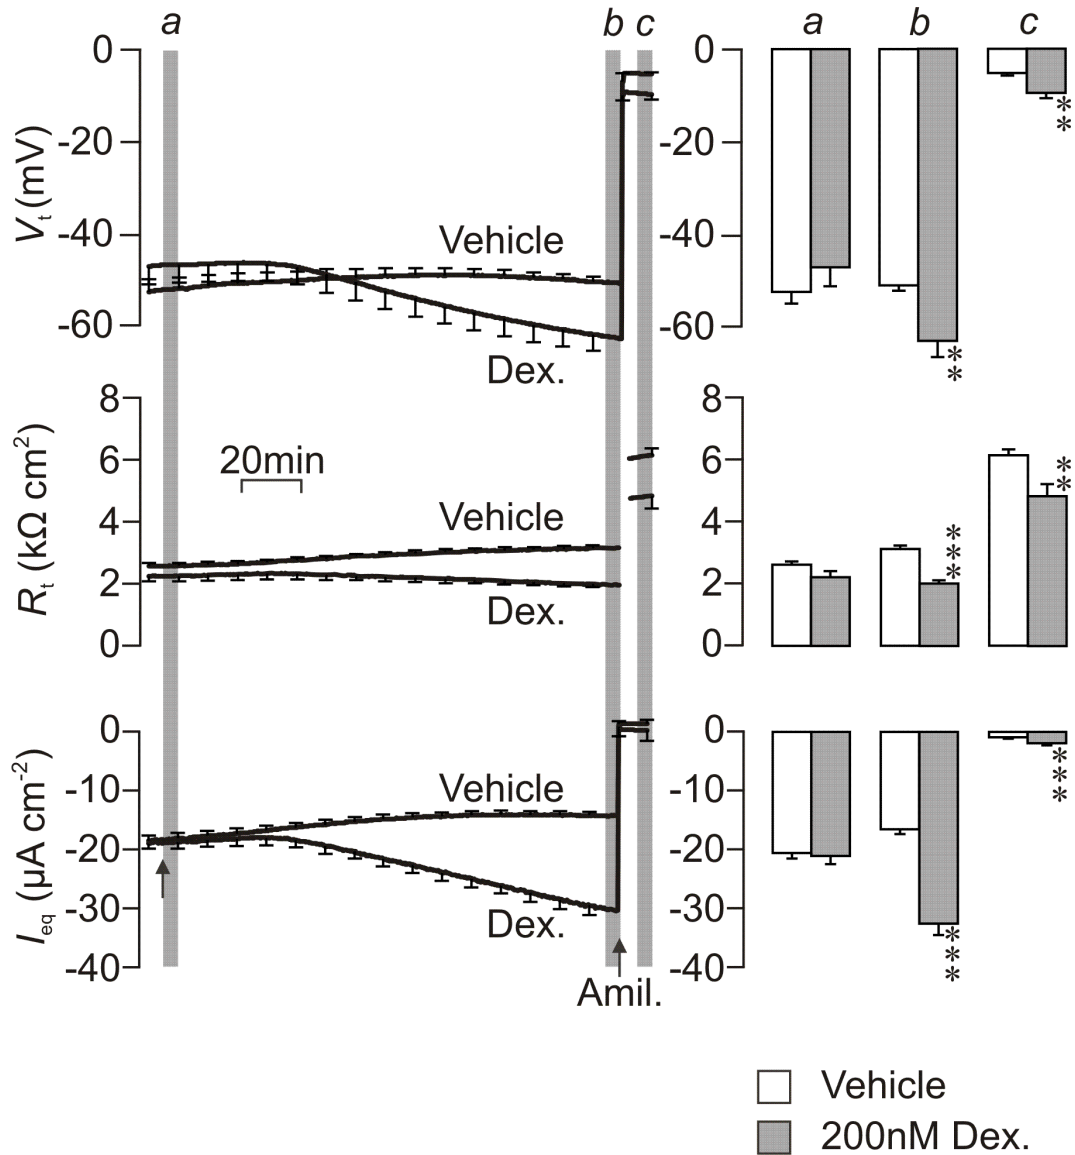 a b c a b c
0 0
-20 -20
-40 -40
-60 -60
Vt (mV)
Vehicle
Dex.
**
**
8 8
6 6
4 4
2 2
0 0
Rt (kΩ cm2)
20min
Vehicle
Dex.
***
**
0 0
-10 -10
-20 -20
-30 -30
-40 -40
Ieq (µA cm-2)
Vehicle
Dex.
***
***
Amil.
Vehicle
200nM Dex.